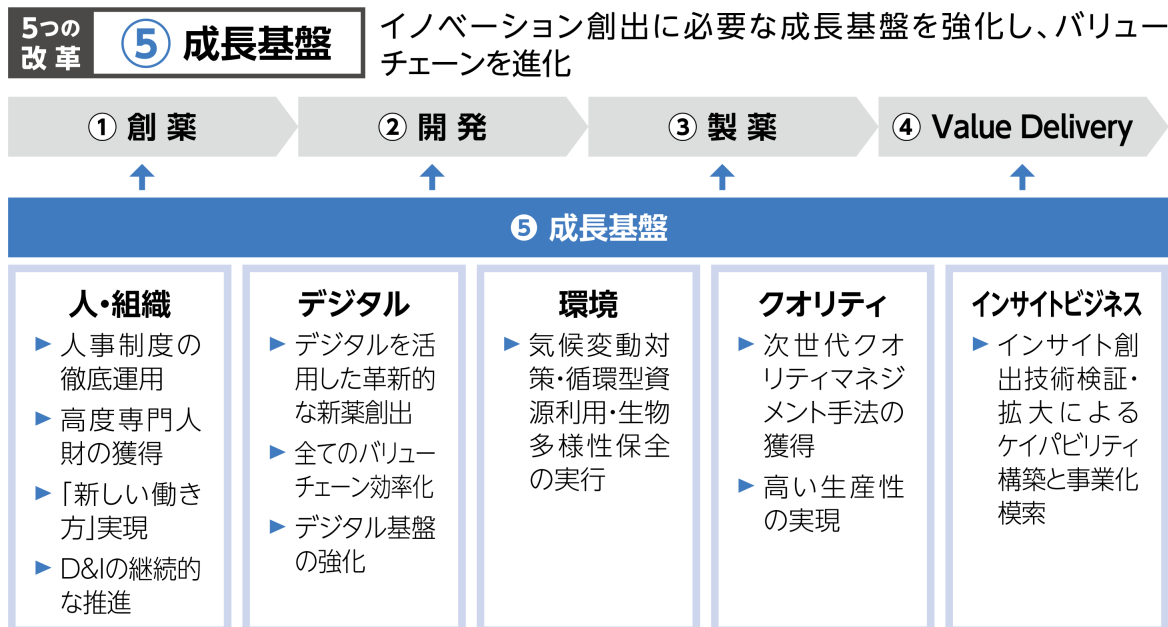 5つの
改革
⑤ 成長基盤
イノベーション創出に必要な成長基盤を強化し、バリュー
チェーンを進化
① 創薬
② 開発
③ 製薬
④ Value Delivery
❺ 成長基盤
人・組織
▶ 人事制度の
徹底運用
▶ 高度専門人
財の獲得
▶ 「新しい働き
方」実現
▶ D&Iの継続的
な推進
デジタル
▶ デジタルを活
用した革新的
な新薬創出
▶ 全てのバリュー
チェーン効率化
▶ デジタル基盤
の強化
環境
▶ 気候変動対
策・循環型資
源利用・生物
多様性保全
の実行
クオリティ
▶ 次世代クオ
リティマネジ
メント手法の
獲得
▶ 高い生産性
の実現
インサイトビジネス
▶ インサイト創
出技術検証・
拡大による
ケイパビリティ
構築と事業化
模索